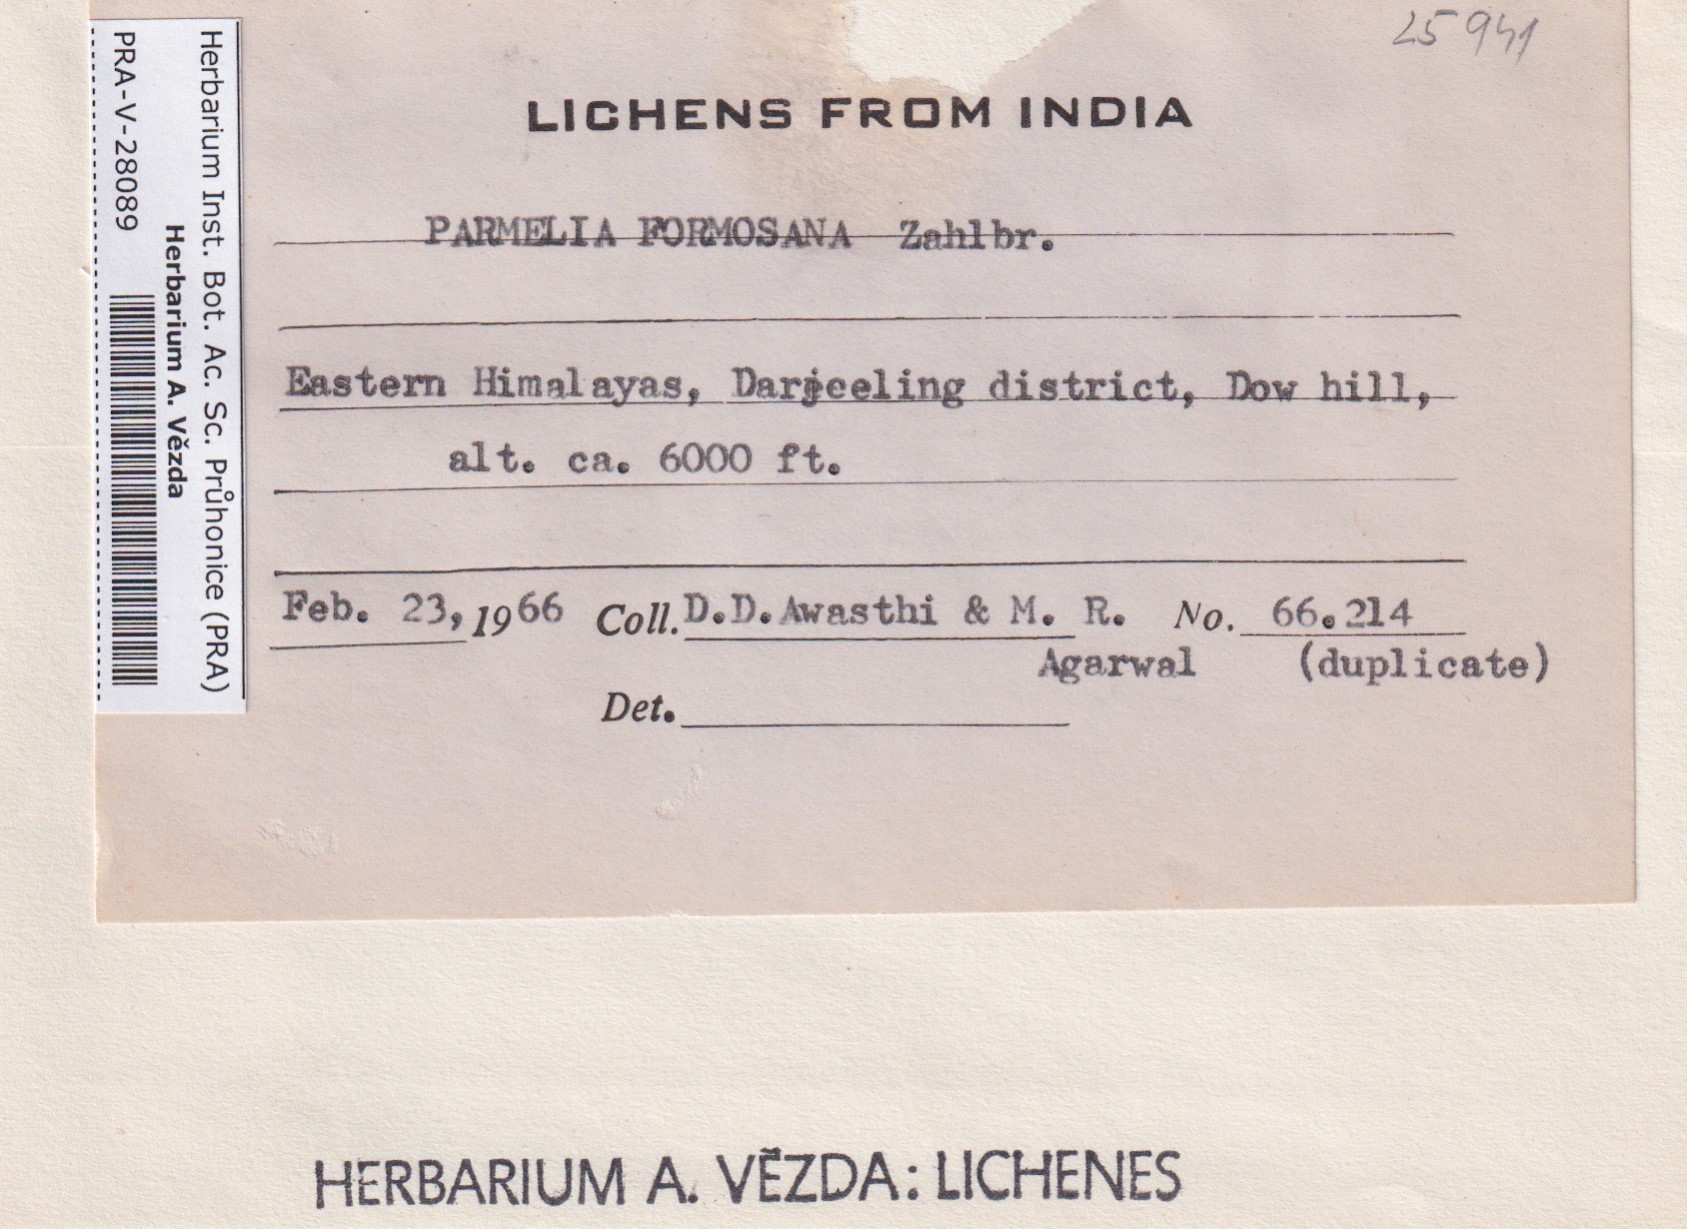 25941
LICHENS FROM INDIA
PARMELIA FORMOSANA Zahlbr.
Eastern Himalayas, Darjeeling district, Dow hill,
alt. ca. 6000 ft.
Feb. 23, 1966 Coll. D.D.Awasthi & M. R. No. 66.214
Agarwal (duplicate)
Det.
Herbarium Inst. Bot. Ac. Sc. Průhonice (PRA)
Herbarium A. Vězda
PRA-V-28089
HERBARIUM A. VĚZDA: LICHENES